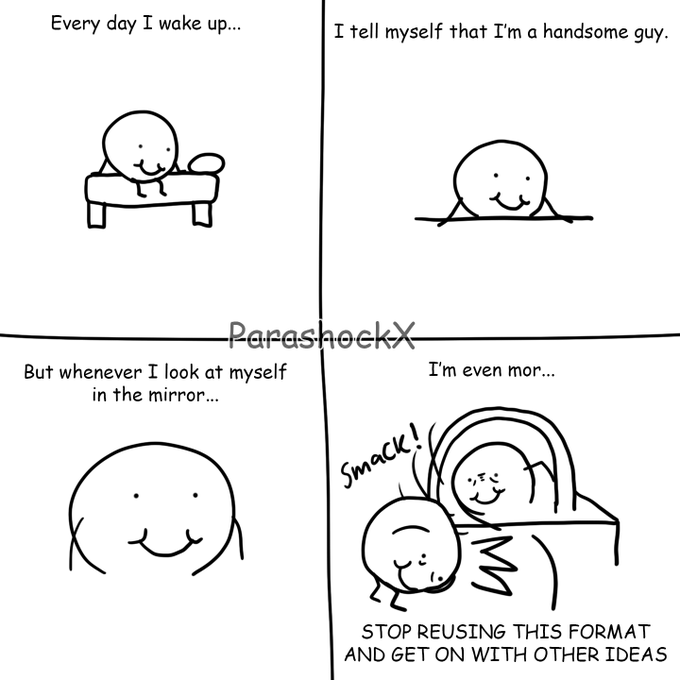 Every day I wake up...
I tell myself that I'm a handsome guy.
ParashockX
But whenever I look at myself
in the mirror...
I'm even mor...
Smack!
STOP REUSING THIS FORMAT
AND GET ON WITH OTHER IDEAS